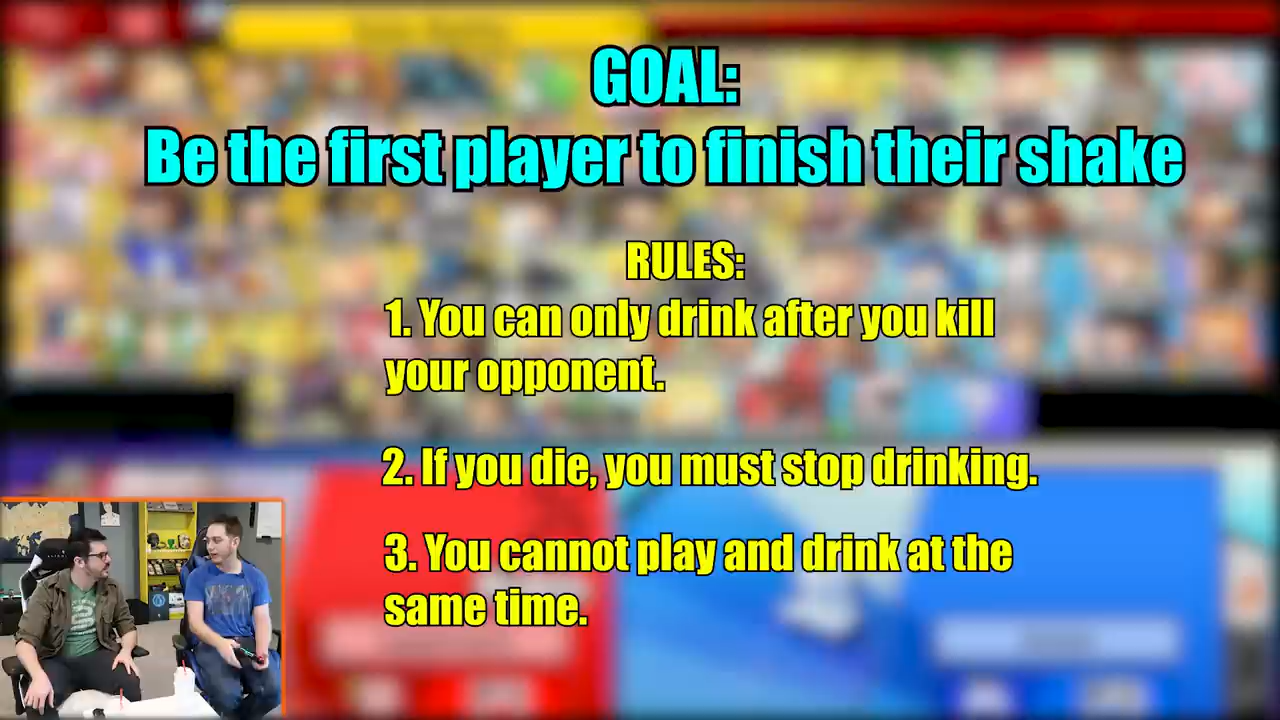 GOAL:
Be the first player to finish their shake
RULES:
1. You can only drink after you kill
your opponent.
2. If you die, you must stop drinking.
3. You cannot play and drink at the
same time.